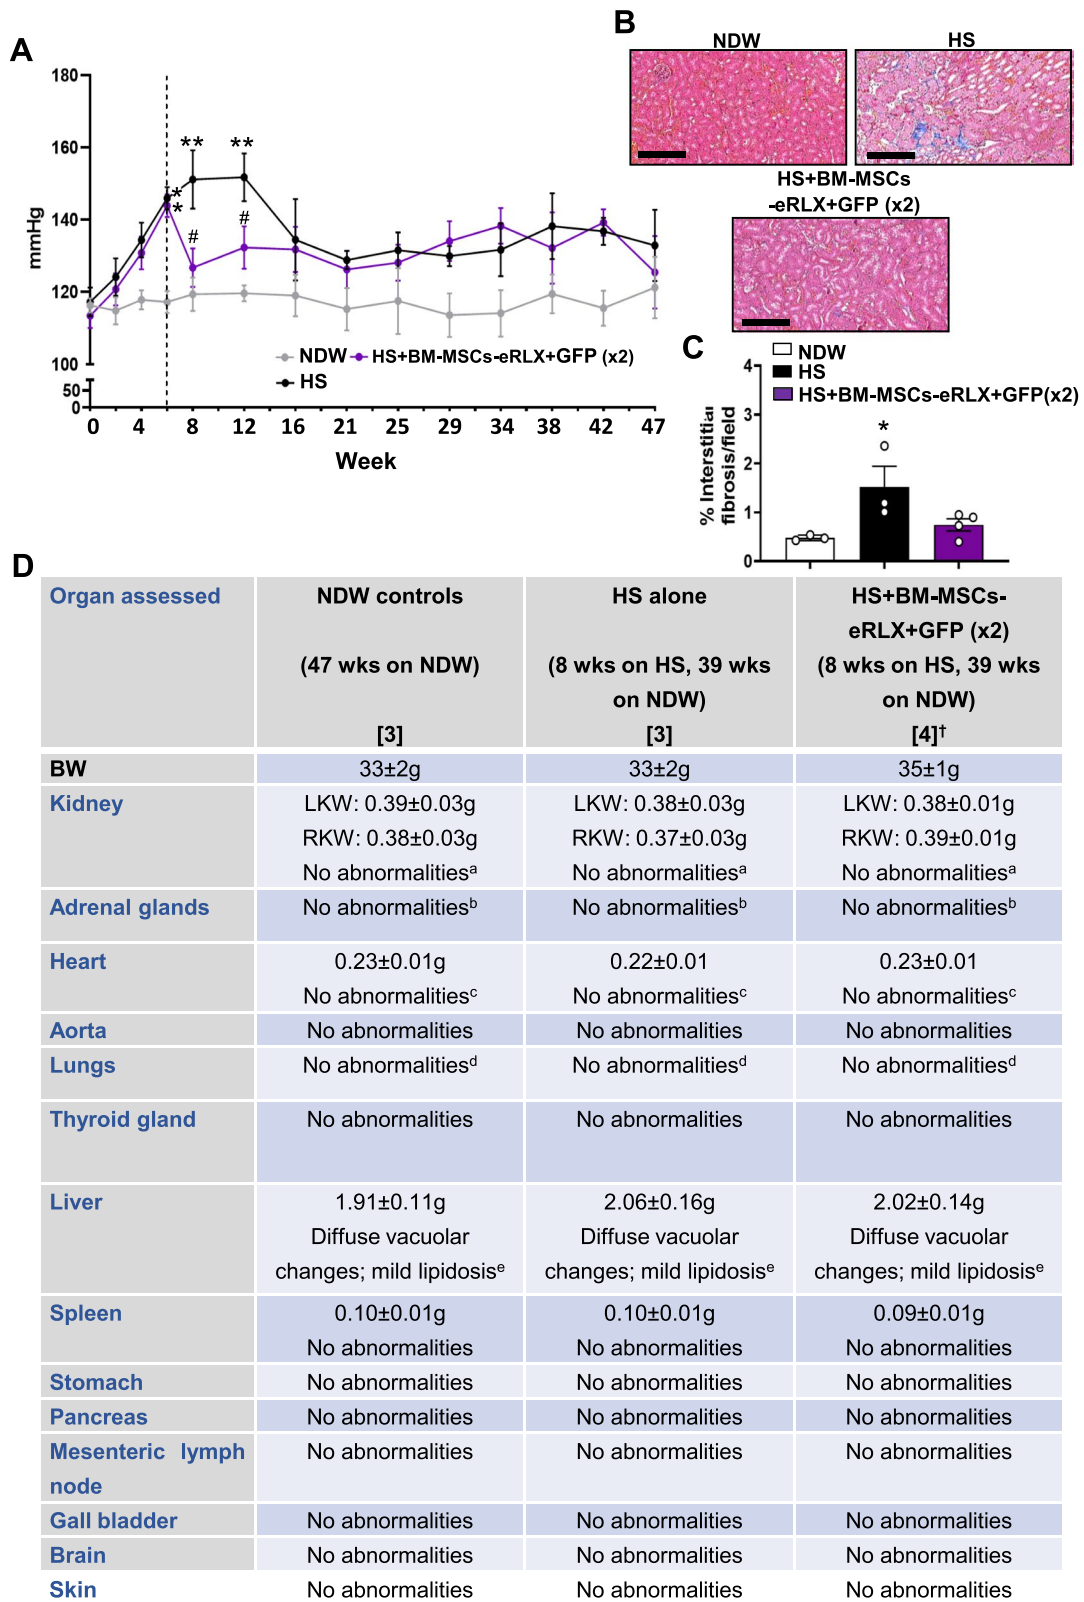 A
mmHg
180
160
140
120
100
50
0
**
**
*
*
#
#
NDW
HS+BM-MSCs-eRLX+GFP (x2)
HS
0 4 8 12 16 21 25 29 34 38 42 47
Week
B
NDW
HS
HS+BM-MSCs
-eRLX+GFP (x2)
C
NDW
HS
HS+BM-MSCs-eRLX+GFP(x2)
% Interstitial
fibrosis/field
4
3
2
1
0
*
D
Organ assessed
NDW controls
(47 wks on NDW)
[3]
HS alone
(8 wks on HS, 39 wks
on NDW)
[3]
HS+BM-MSCs-
eRLX+GFP (x2)
(8 wks on HS, 39 wks
on NDW)
[4]†
BW 33±2g 33±2g 35±1g
Kidney LKW: 0.39±0.03g LKW: 0.38±0.03g LKW: 0.38±0.01g
RKW: 0.38±0.03g RKW: 0.37±0.03g RKW: 0.39±0.01g
No abnormalitiesᵃ No abnormalitiesᵃ No abnormalitiesᵃ
Adrenal glands No abnormalitiesᵇ No abnormalitiesᵇ No abnormalitiesᵇ
Heart 0.23±0.01g 0.22±0.01 0.23±0.01
No abnormalitiesᶜ No abnormalitiesᶜ No abnormalitiesᶜ
Aorta No abnormalities No abnormalities No abnormalities
Lungs No abnormalitiesᵈ No abnormalitiesᵈ No abnormalitiesᵈ
Thyroid gland No abnormalities No abnormalities No abnormalities
Liver 1.91±0.11g 2.06±0.16g 2.02±0.14g
Diffuse vacuolar Diffuse vacuolar Diffuse vacuolar
changes; mild lipidosisᵉ changes; mild lipidosisᵉ changes; mild lipidosisᵉ
Spleen 0.10±0.01g 0.10±0.01g 0.09±0.01g
No abnormalities No abnormalities No abnormalities
Stomach No abnormalities No abnormalities No abnormalities
Pancreas No abnormalities No abnormalities No abnormalities
Mesenteric lymph No abnormalities No abnormalities No abnormalities
node
Gall bladder No abnormalities No abnormalities No abnormalities
Brain No abnormalities No abnormalities No abnormalities
Skin No abnormalities No abnormalities No abnormalities